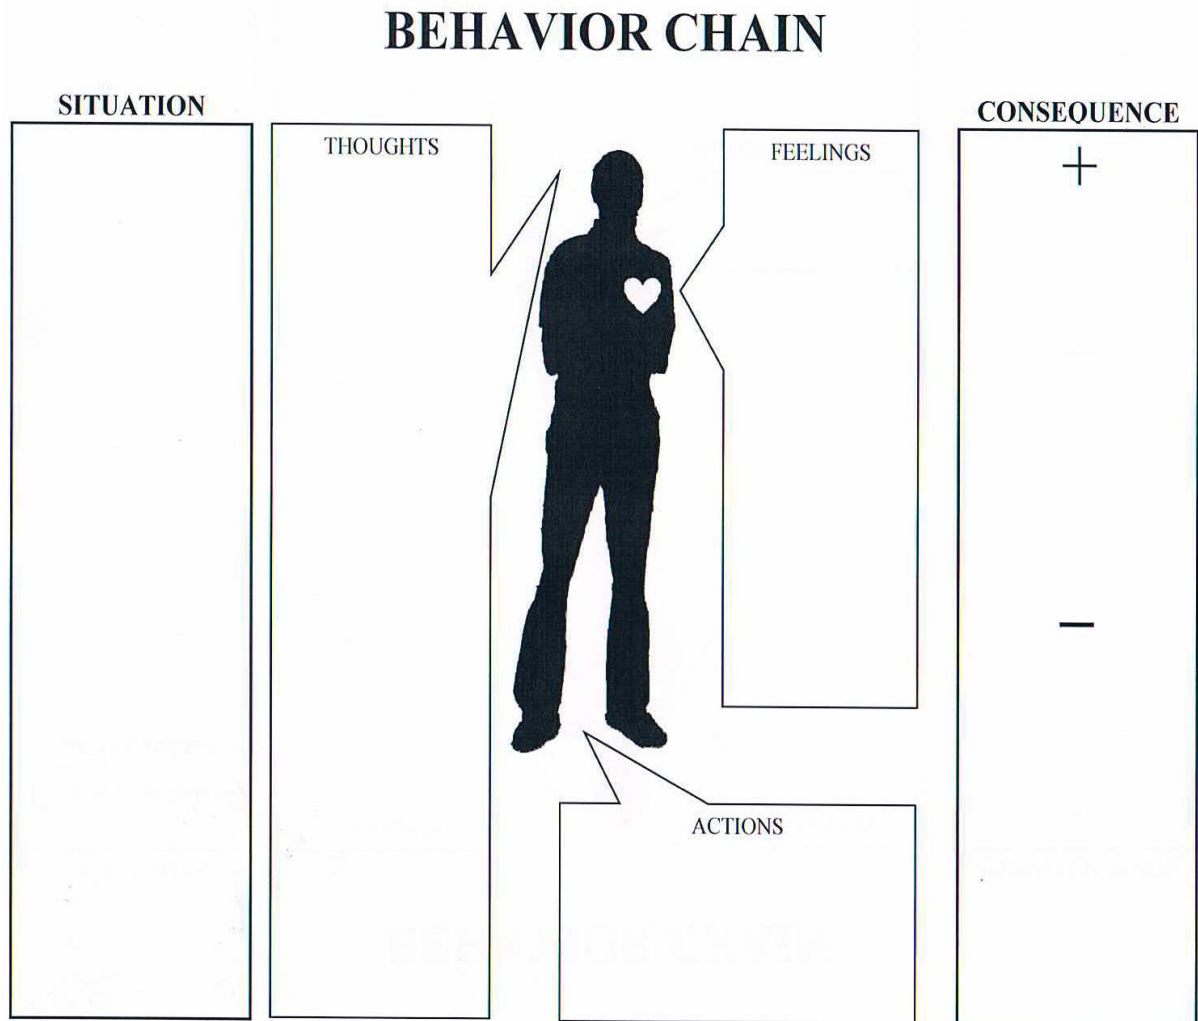 BEHAVIOR CHAIN
SITUATION
THOUGHTS
FEELINGS
CONSEQUENCE
+
−
ACTIONS